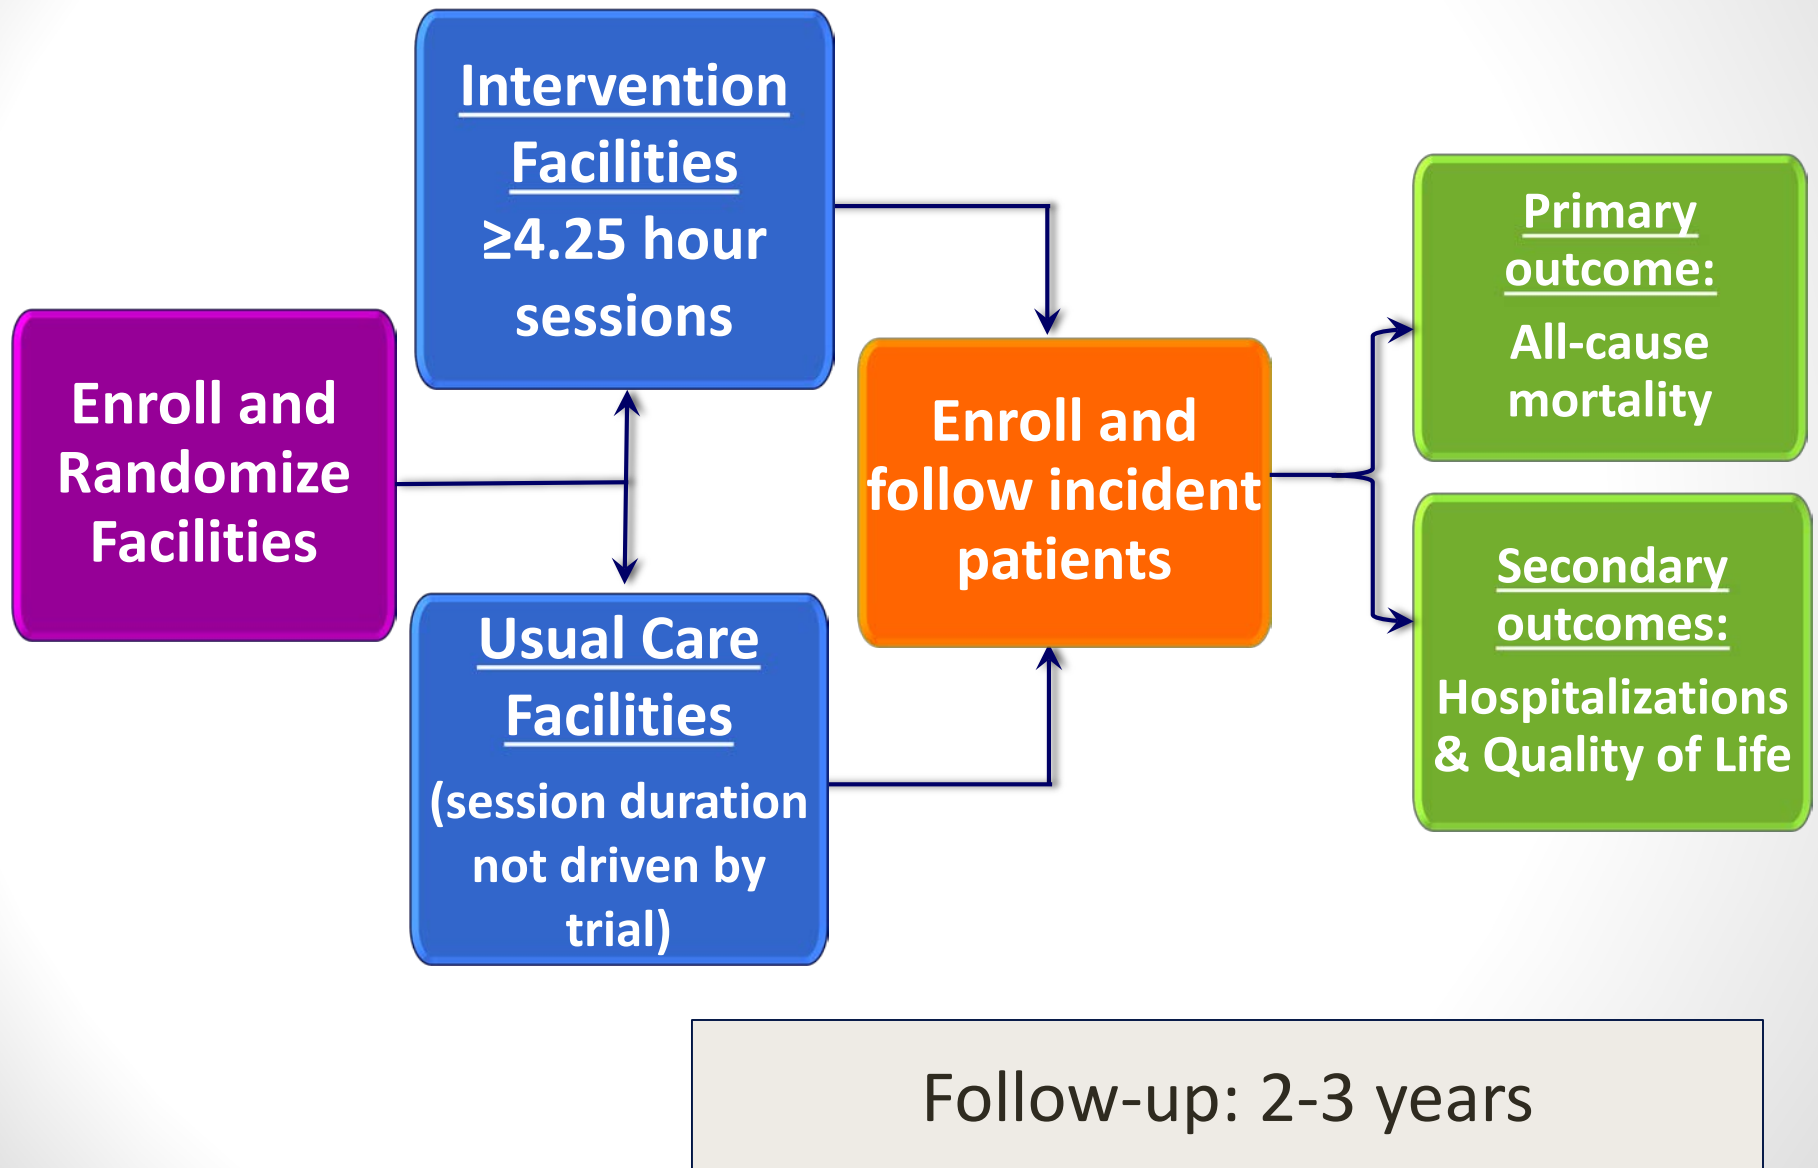 Enroll and
Randomize
Facilities
Intervention
Facilities
≥4.25 hour
sessions
Usual Care
Facilities
(session duration
not driven by
trial)
Enroll and
follow incident
patients
Primary
outcome:
All-cause
mortality
Secondary
outcomes:
Hospitalizations
& Quality of Life
Follow-up: 2-3 years